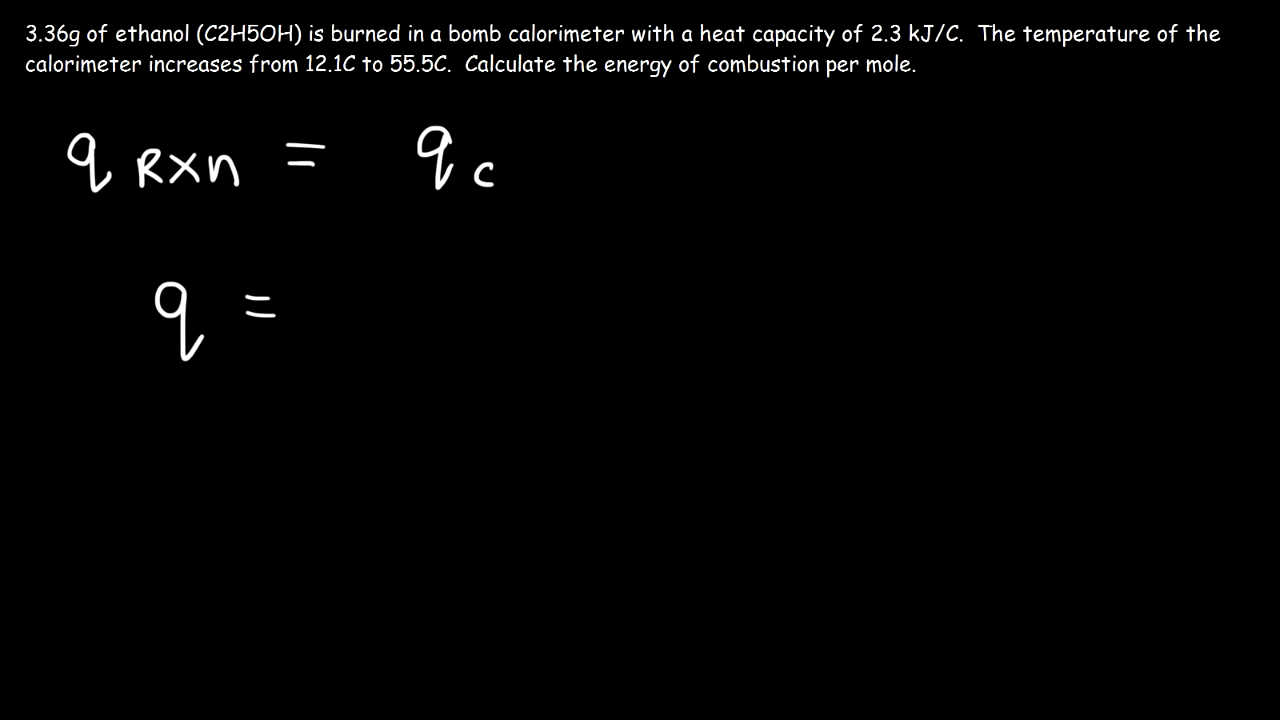 3.36g of ethanol (C2H5OH) is burned in a bomb calorimeter with a heat capacity of 2.3 kJ/C.  The temperature of the
calorimeter increases from 12.1C to 55.5C.  Calculate the energy of combustion per mole.
q Rxn = q c
q =